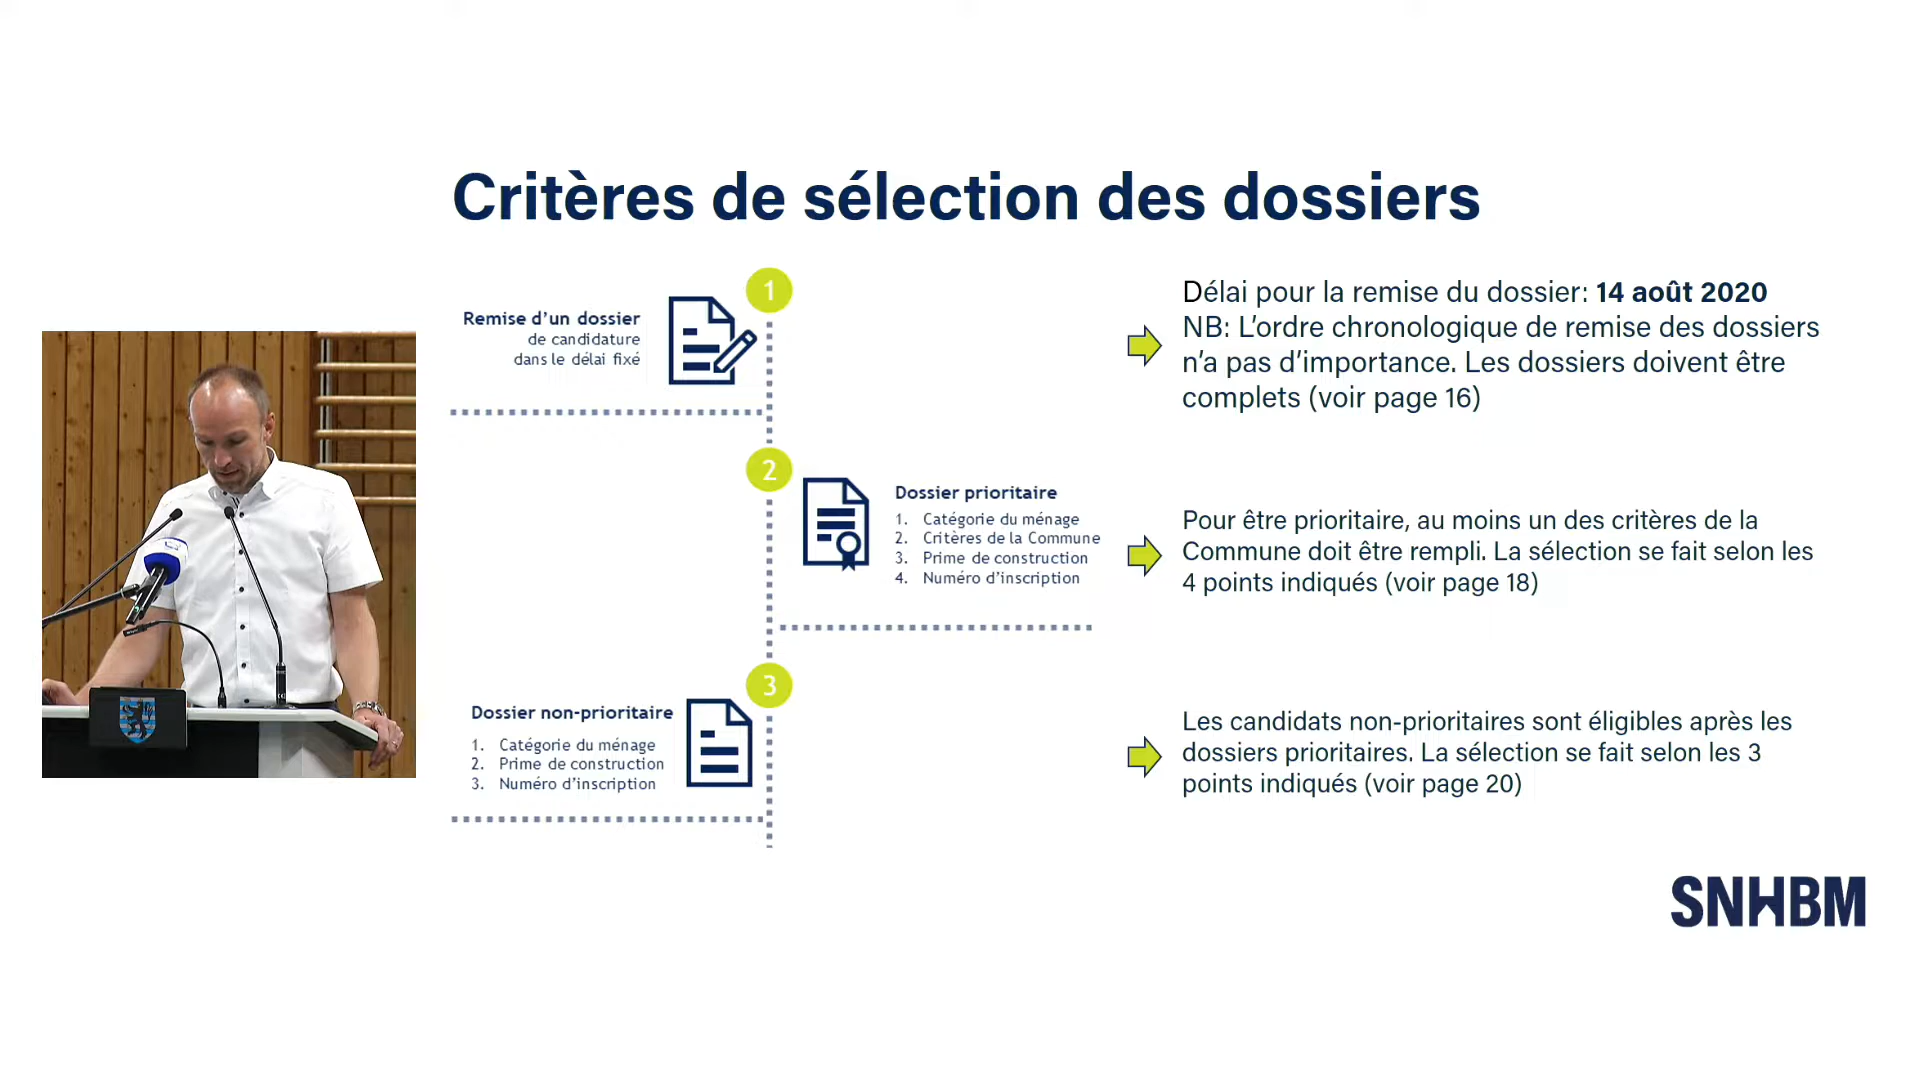 Critères de sélection des dossiers
1
Remise d’un dossier
de candidature
dans le délai fixé
Délai pour la remise du dossier: 14 août 2020
NB: L’ordre chronologique de remise des dossiers
n’a pas d’importance. Les dossiers doivent être
complets (voir page 16)
2
Dossier prioritaire
1. Catégorie du ménage
2. Critères de la Commune
3. Prime de construction
4. Numéro d’inscription
Pour être prioritaire, au moins un des critères de la
Commune doit être rempli. La sélection se fait selon les
4 points indiqués (voir page 18)
3
Dossier non-prioritaire
1. Catégorie du ménage
2. Prime de construction
3. Numéro d’inscription
Les candidats non-prioritaires sont éligibles après les
dossiers prioritaires. La sélection se fait selon les 3
points indiqués (voir page 20)
SNHBM